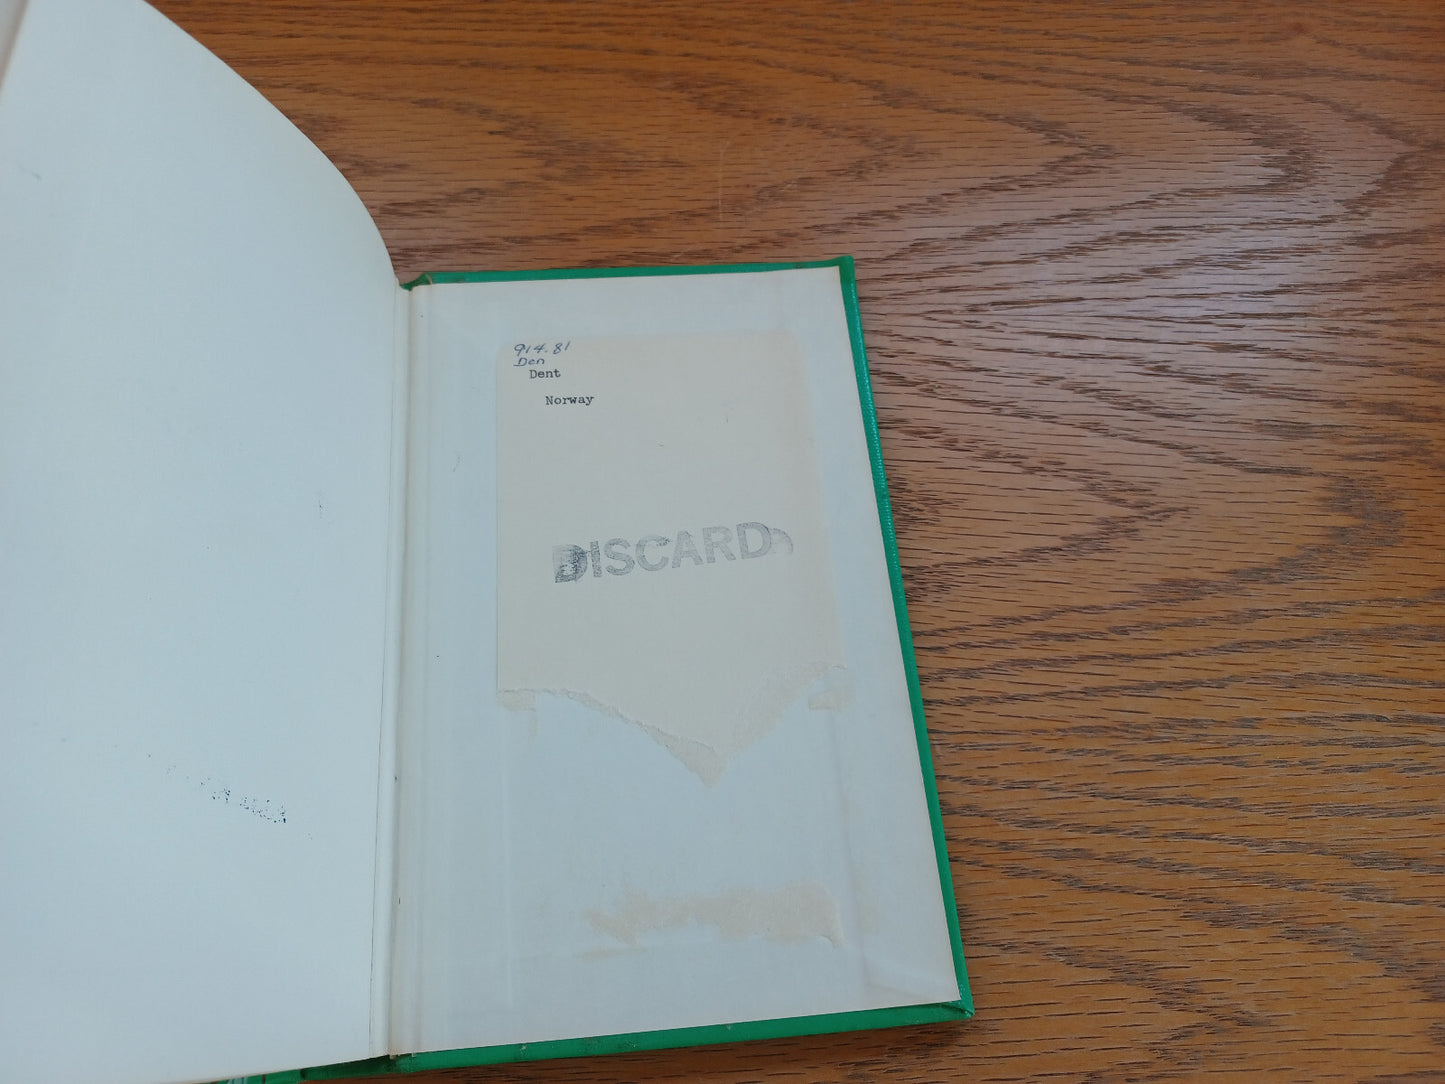 914.81
Den
Dent
Norway
DISCARD